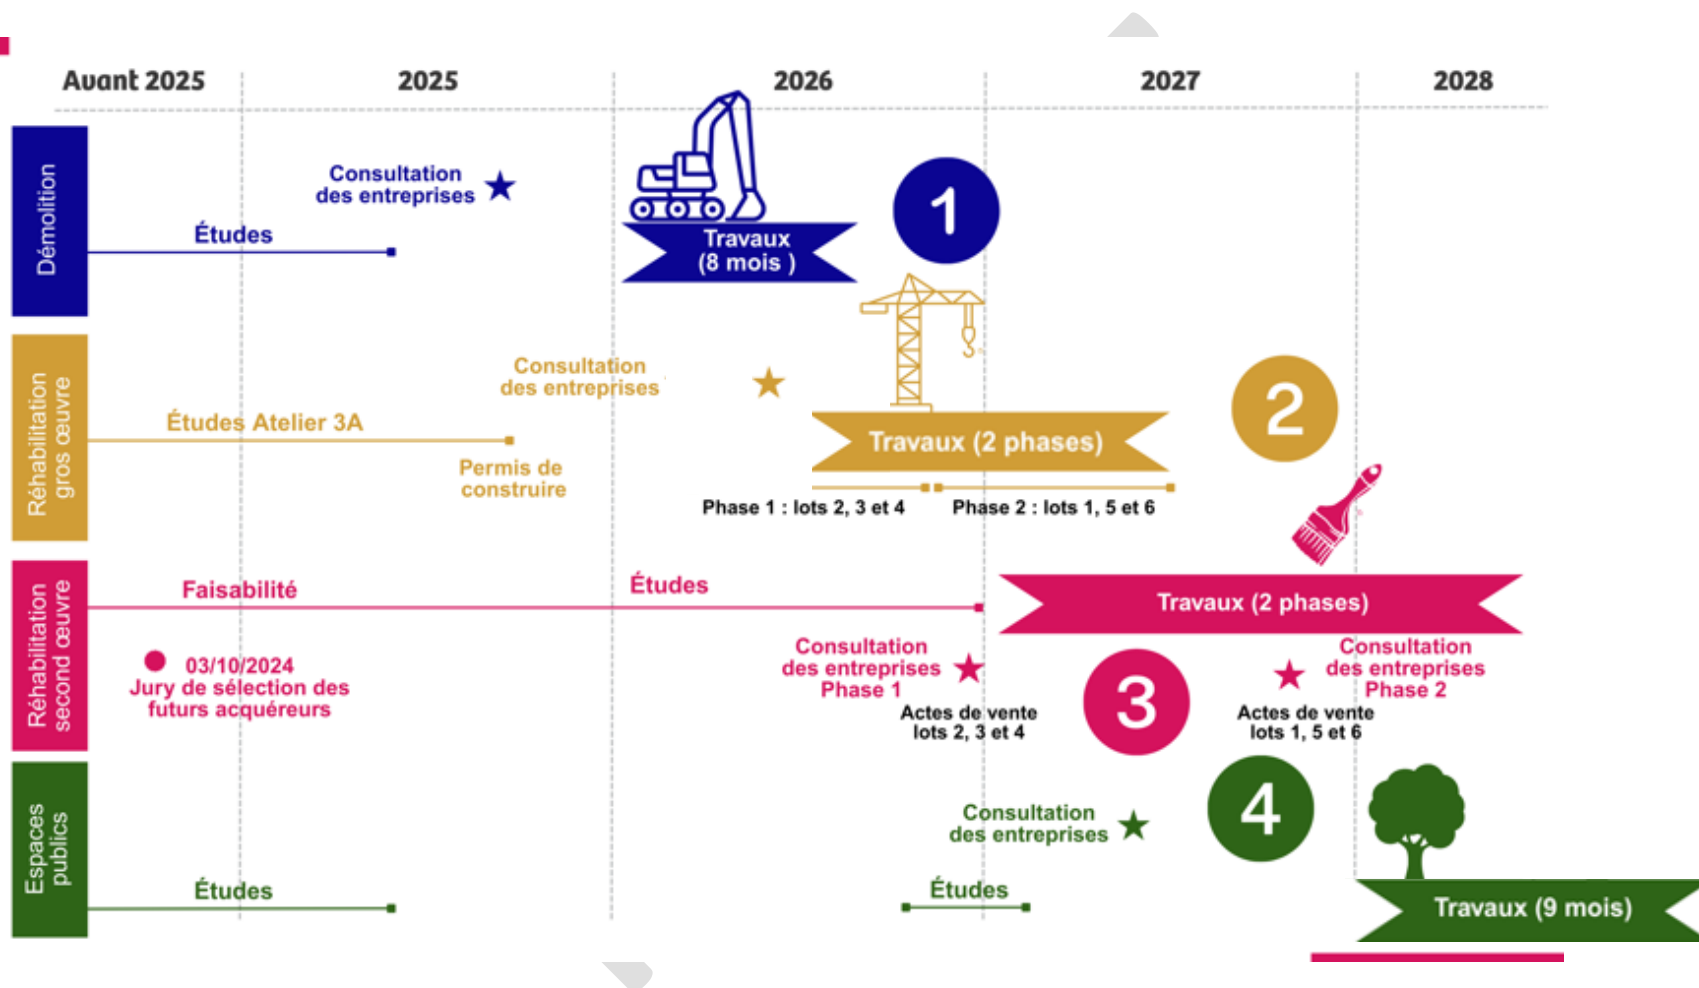 Avant 2025
2025
2026
2027
2028
Démolition
Consultation
des entreprises
Études
Travaux
(8 mois )
1
Réhabilitation
gros œuvre
Consultation
des entreprises
Études Atelier 3A
Permis de
construire
Travaux (2 phases)
2
Phase 1 : lots 2, 3 et 4
Phase 2 : lots 1, 5 et 6
Réhabilitation
second œuvre
Faisabilité
Études
Travaux (2 phases)
03/10/2024
Jury de sélection des
futurs acquéreurs
Consultation
des entreprises
Phase 1
Actes de vente
lots 2, 3 et 4
3
Consultation
des entreprises
Phase 2
Actes de vente
lots 1, 5 et 6
Espaces
publics
Consultation
des entreprises
4
Études
Études
Travaux (9 mois)